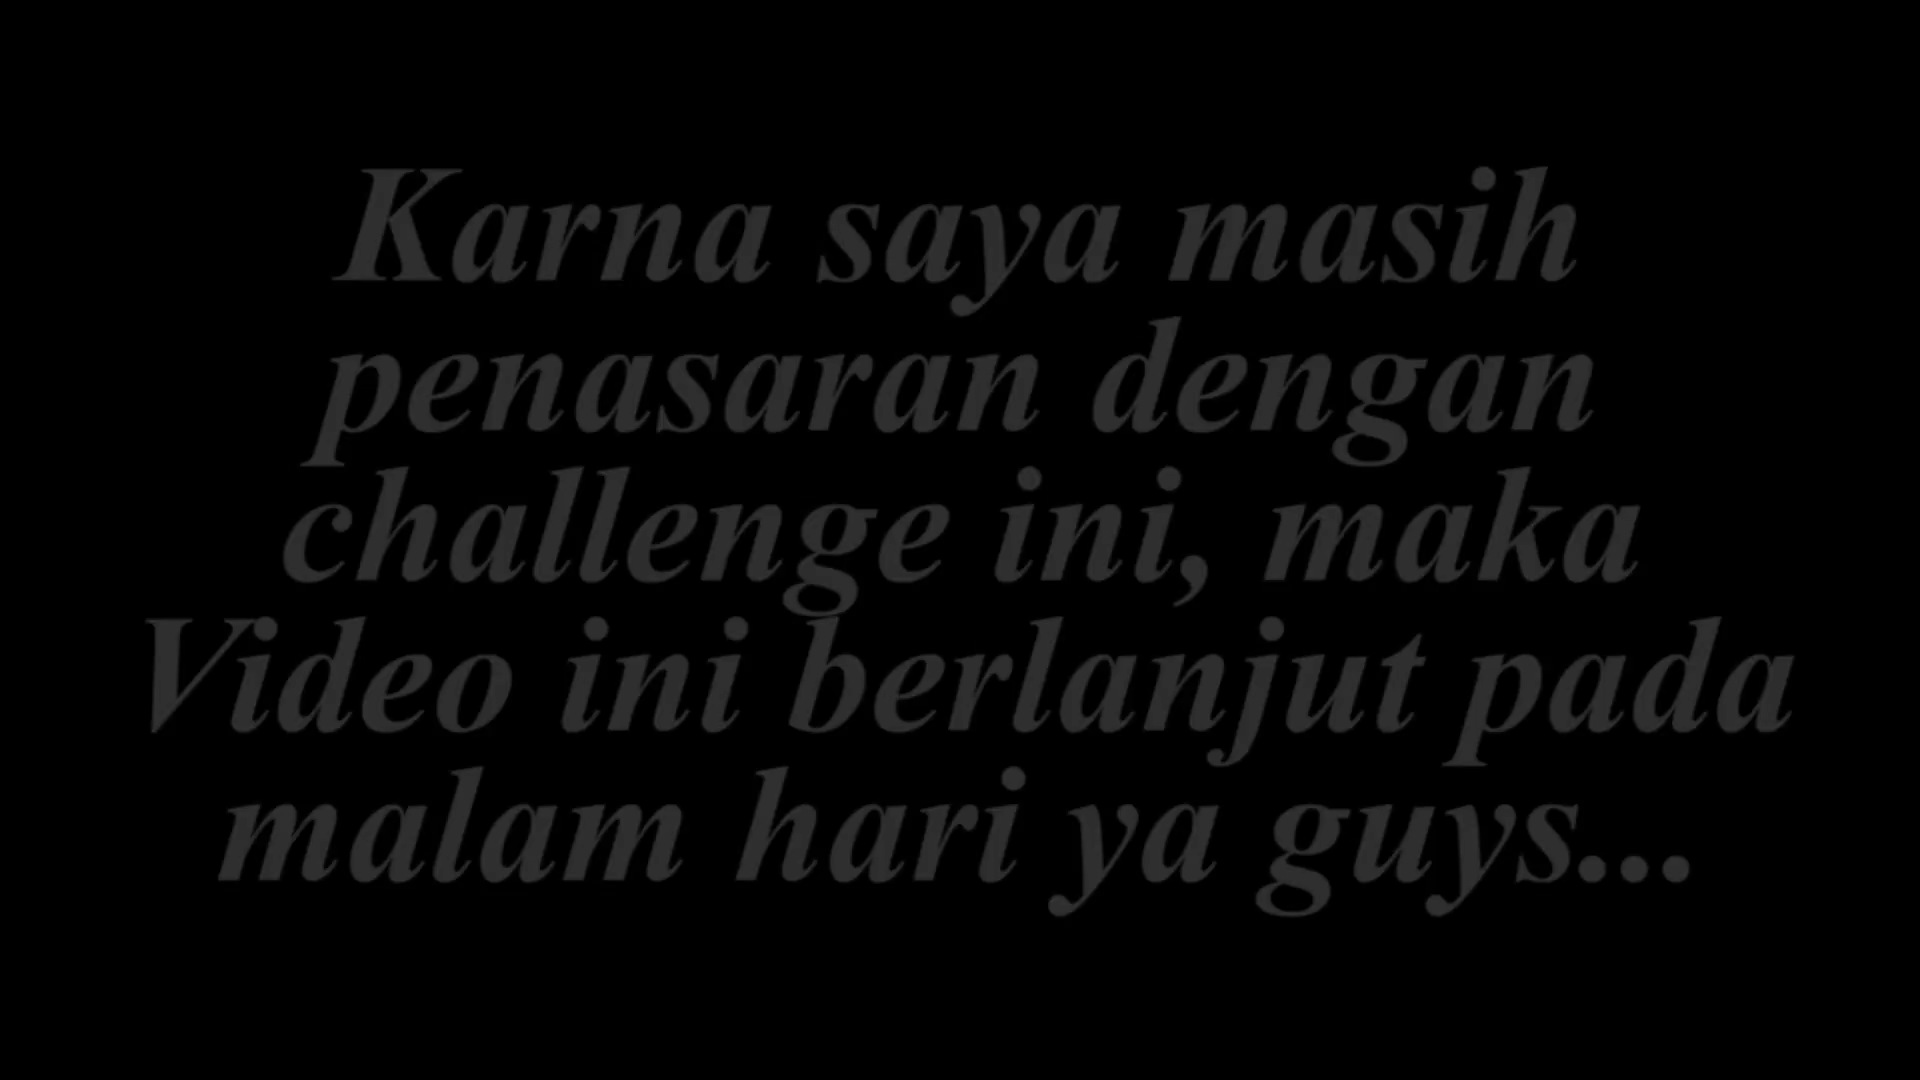 Karna saya masih
penasaran dengan
challenge ini, maka
Video ini berlanjut pada
malam hari ya guys...